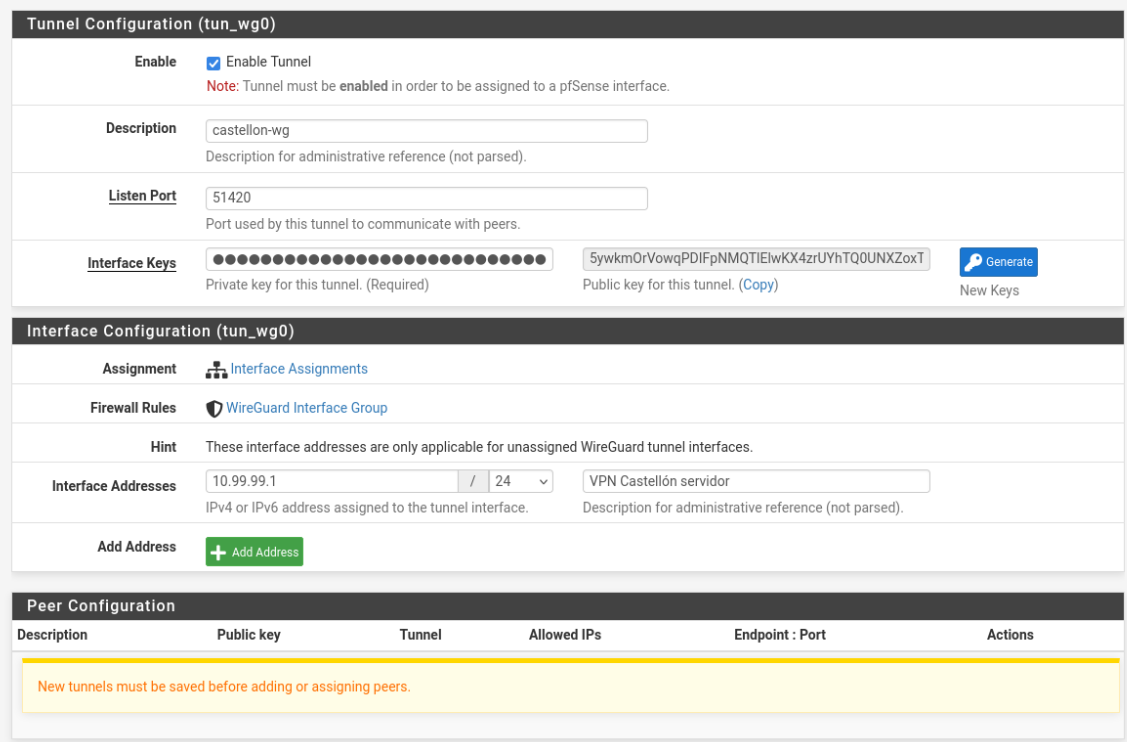 Tunnel Configuration (tun_wg0)
Enable
Enable Tunnel
Note: Tunnel must be enabled in order to be assigned to a pfSense interface.
Description
castellon-wg
Description for administrative reference (not parsed).
Listen Port
51420
Port used by this tunnel to communicate with peers.
Interface Keys
5ywkmOrVowqPDIFpNMQTIElwKX4zrUYhTQ0UNXZoxT
Generate
Private key for this tunnel. (Required)
Public key for this tunnel. (Copy)
New Keys
Interface Configuration (tun_wg0)
Assignment
Interface Assignments
Firewall Rules
WireGuard Interface Group
Hint
These interface addresses are only applicable for unassigned WireGuard tunnel interfaces.
Interface Addresses
10.99.99.1 / 24
VPN Castellón servidor
IPv4 or IPv6 address assigned to the tunnel interface.
Description for administrative reference (not parsed).
Add Address
Add Address
Peer Configuration
Description Public key Tunnel Allowed IPs Endpoint : Port Actions
New tunnels must be saved before adding or assigning peers.